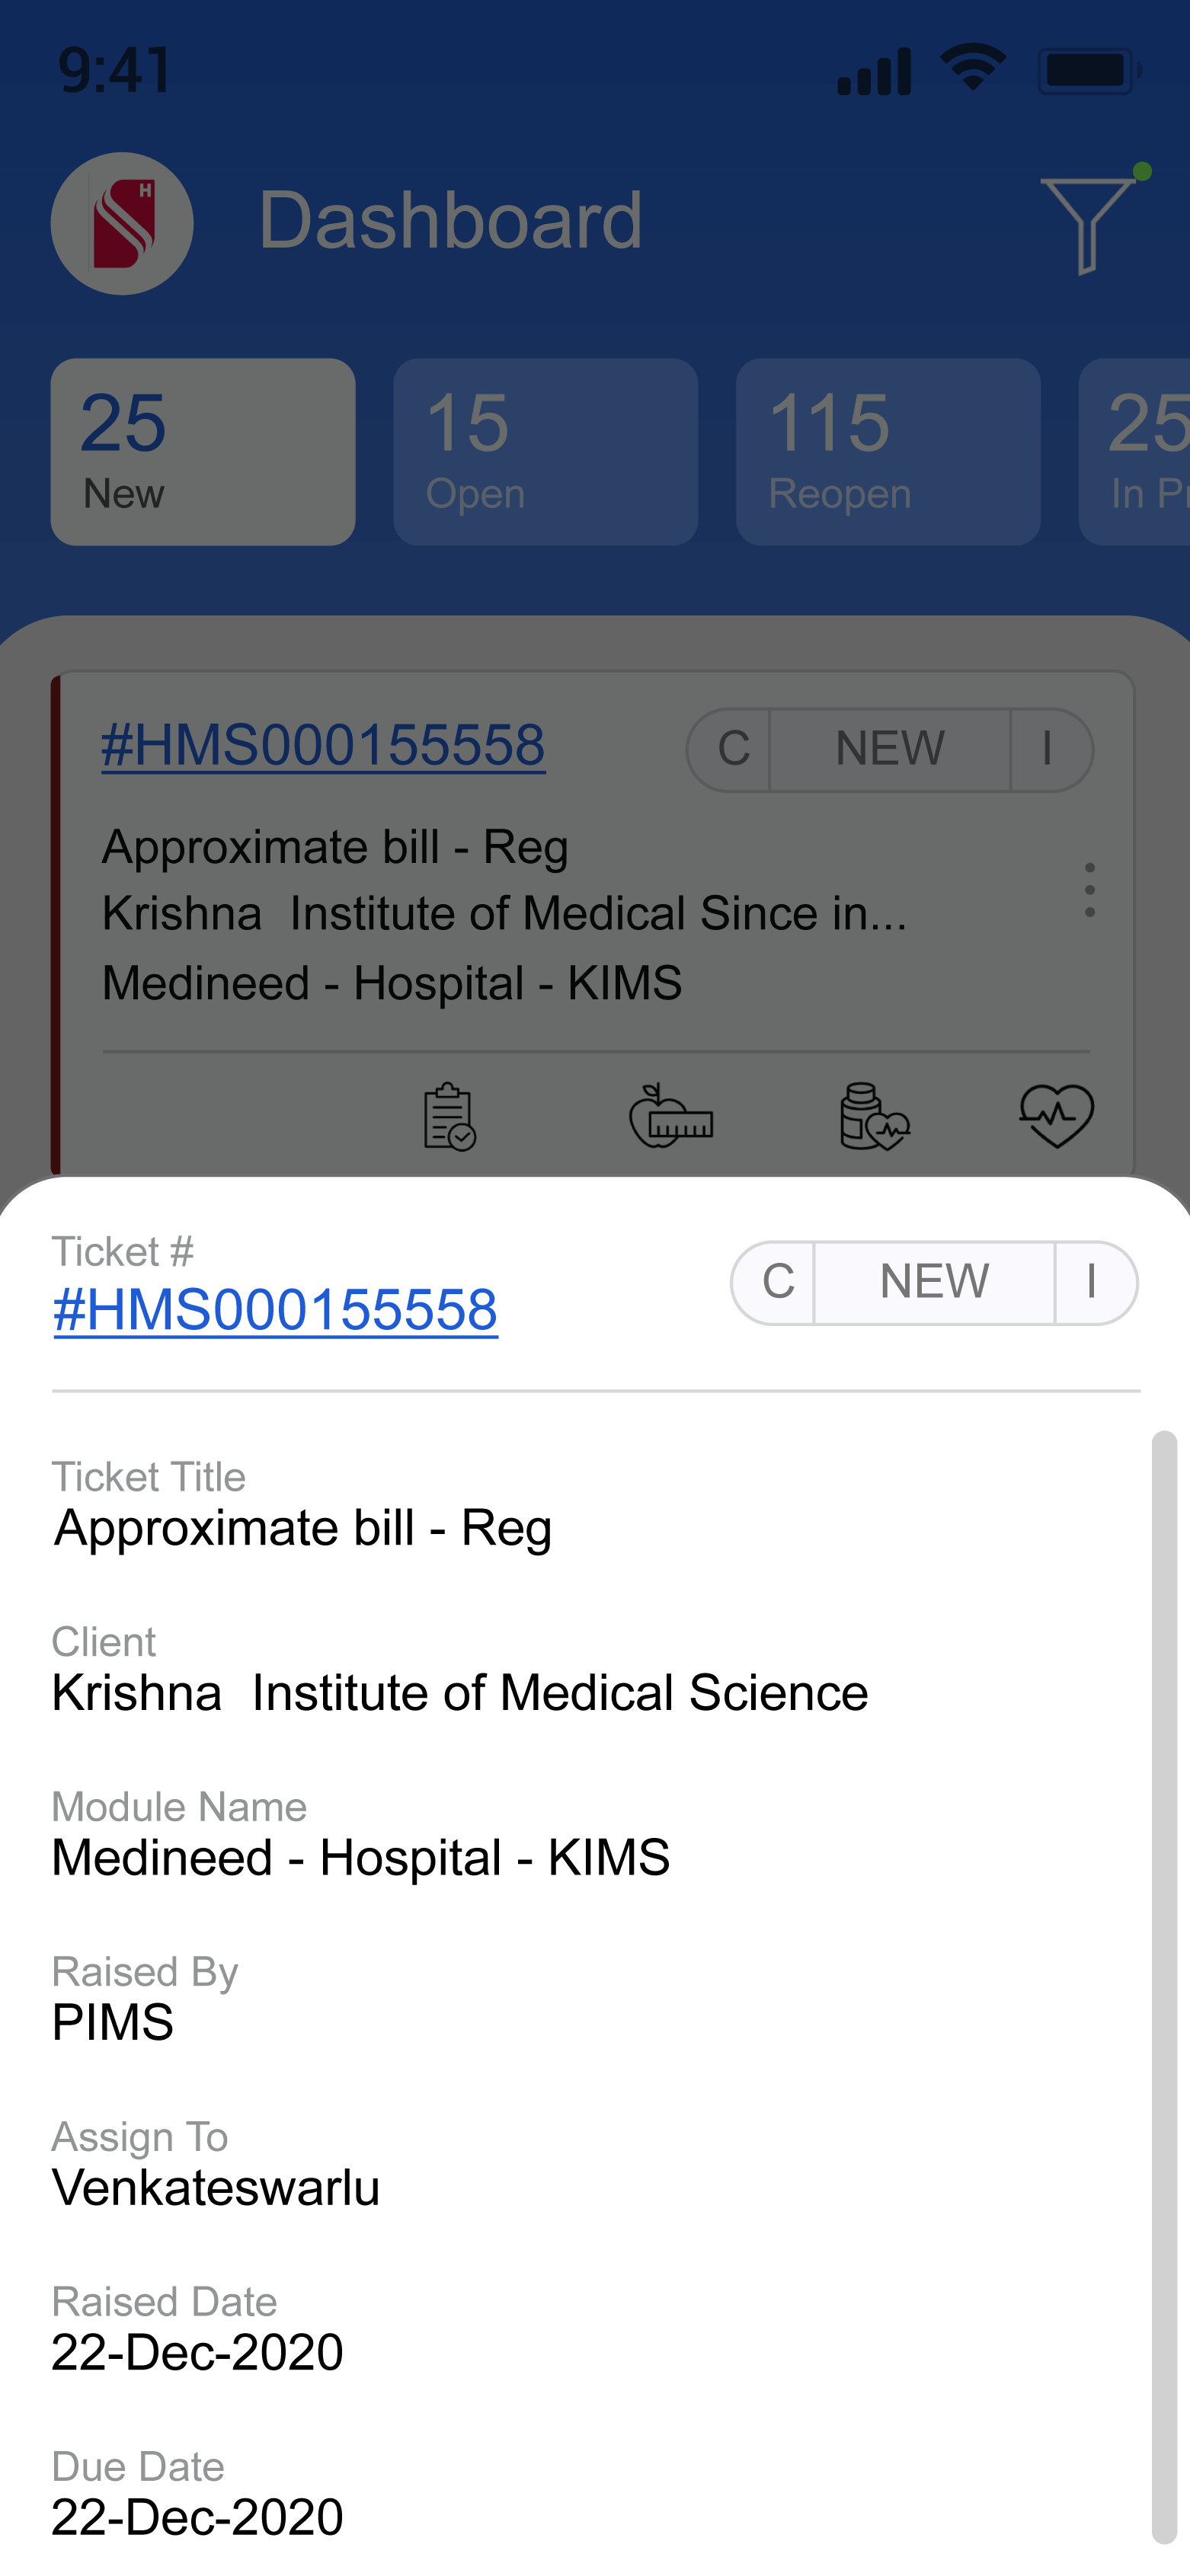 9:41
H
Dashboard
25
New
15
Open
115
Reopen
25
In Pr
#HMS000155558
C NEW I
Approximate bill - Reg
Krishna  Institute of Medical Since in...
Medineed - Hospital - KIMS
Ticket #
#HMS000155558
C NEW I
Ticket Title
Approximate bill - Reg
Client
Krishna  Institute of Medical Science
Module Name
Medineed - Hospital - KIMS
Raised By
PIMS
Assign To
Venkateswarlu
Raised Date
22-Dec-2020
Due Date
22-Dec-2020